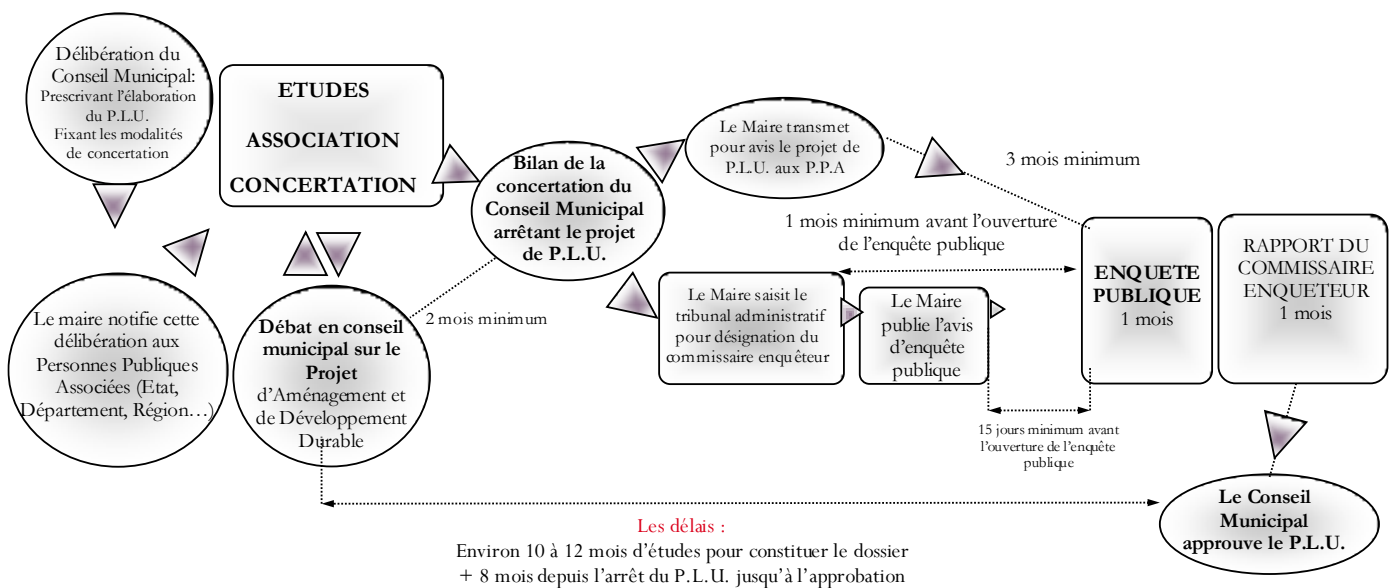 Délibération du
Conseil Municipal:
Prescrivant l'élaboration
du P.L.U.
Fixant les modalités
de concertation
ETUDES
ASSOCIATION
CONCERTATION
Le maire notifie cette
délibération aux
Personnes Publiques
Associées (Etat,
Département, Région…)
Débat en conseil
municipal sur le
Projet
d'Aménagement et
de Développement
Durable
2 mois minimum
Bilan de la
concertation du
Conseil Municipal
arrêtant le projet
de P.L.U.
Le Maire transmet
pour avis le projet de
P.L.U. aux P.P.A
3 mois minimum
1 mois minimum avant l'ouverture
de l'enquête publique
Le Maire saisit le
tribunal administratif
pour désignation du
commissaire enquêteur
Le Maire
publie l'avis
d'enquête
publique
15 jours minimum avant
l'ouverture de l'enquête
publique
ENQUETE
PUBLIQUE
1 mois
RAPPORT DU
COMMISSAIRE
ENQUETEUR
1 mois
Le Conseil
Municipal
approuve le P.L.U.
Les délais :
Environ 10 à 12 mois d'études pour constituer le dossier
+ 8 mois depuis l'arrêt du P.L.U. jusqu'à l'approbation